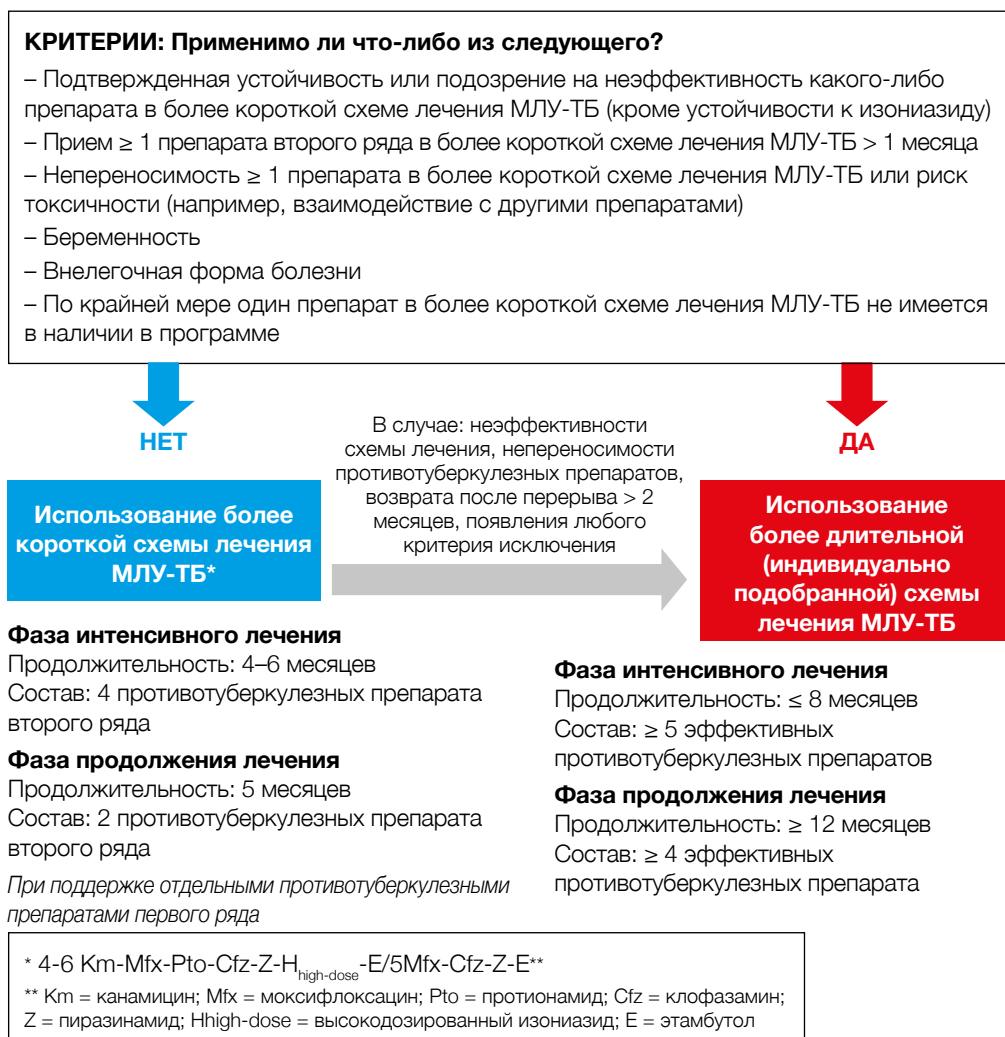 КРИТЕРИИ: Применимо ли что-либо из следующего?
– Подтвержденная устойчивость или подозрение на неэффективность какого-либо
препарата в более короткой схеме лечения МЛУ-ТБ (кроме устойчивости к изониазиду)
– Прием ≥ 1 препарата второго ряда в более короткой схеме лечения МЛУ-ТБ > 1 месяца
– Непереносимость ≥ 1 препарата в более короткой схеме лечения МЛУ-ТБ или риск
токсичности (например, взаимодействие с другими препаратами)
– Беременность
– Внелегочная форма болезни
– По крайней мере один препарат в более короткой схеме лечения МЛУ-ТБ не имеется
в наличии в программе
НЕТ
В случае: неэффективности
схемы лечения, непереносимости
противотуберкулезных препаратов,
возврата после перерыва > 2
месяцев, появления любого
критерия исключения
ДА
Использование более
короткой схемы лечения
МЛУ-ТБ*
Использование
более длительной
(индивидуально
подобранной) схемы
лечения МЛУ-ТБ
Фаза интенсивного лечения
Продолжительность: 4–6 месяцев
Состав: 4 противотуберкулезных препарата
второго ряда
Фаза продолжения лечения
Продолжительность: 5 месяцев
Состав: 2 противотуберкулезных препарата
второго ряда
При поддержке отдельными противотуберкулезными
препаратами первого ряда
Фаза интенсивного лечения
Продолжительность: ≤ 8 месяцев
Состав: ≥ 5 эффективных
противотуберкулезных препаратов
Фаза продолжения лечения
Продолжительность: ≥ 12 месяцев
Состав: ≥ 4 эффективных
противотуберкулезных препарата
* 4-6 Km-Mfx-Pto-Cfz-Z-Hhigh-dose-E/5Mfx-Cfz-Z-E**
** Km = канамицин; Mfx = моксифлоксацин; Pto = протионамид; Cfz = клофазамин;
Z = пиразинамид; Hhigh-dose = высокодозированный изониазид; E = этамбутол